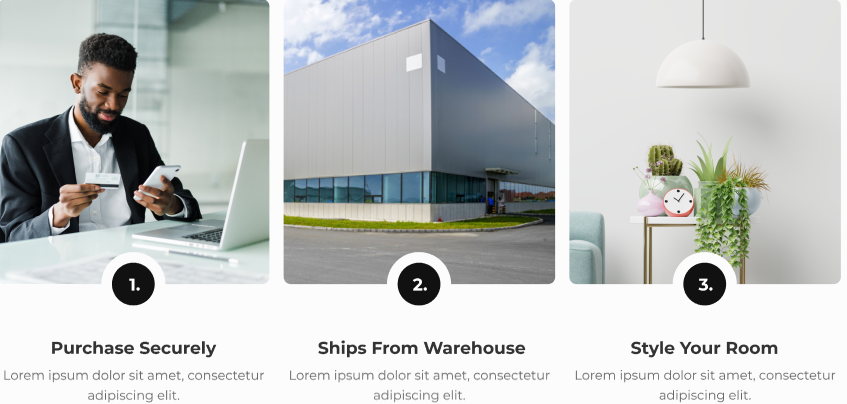 1.
2.
3.
Purchase Securely
Ships From Warehouse
Style Your Room
Lorem ipsum dolor sit amet, consectetur
adipiscing elit.
Lorem ipsum dolor sit amet, consectetur
adipiscing elit.
Lorem ipsum dolor sit amet, consectetur
adipiscing elit.